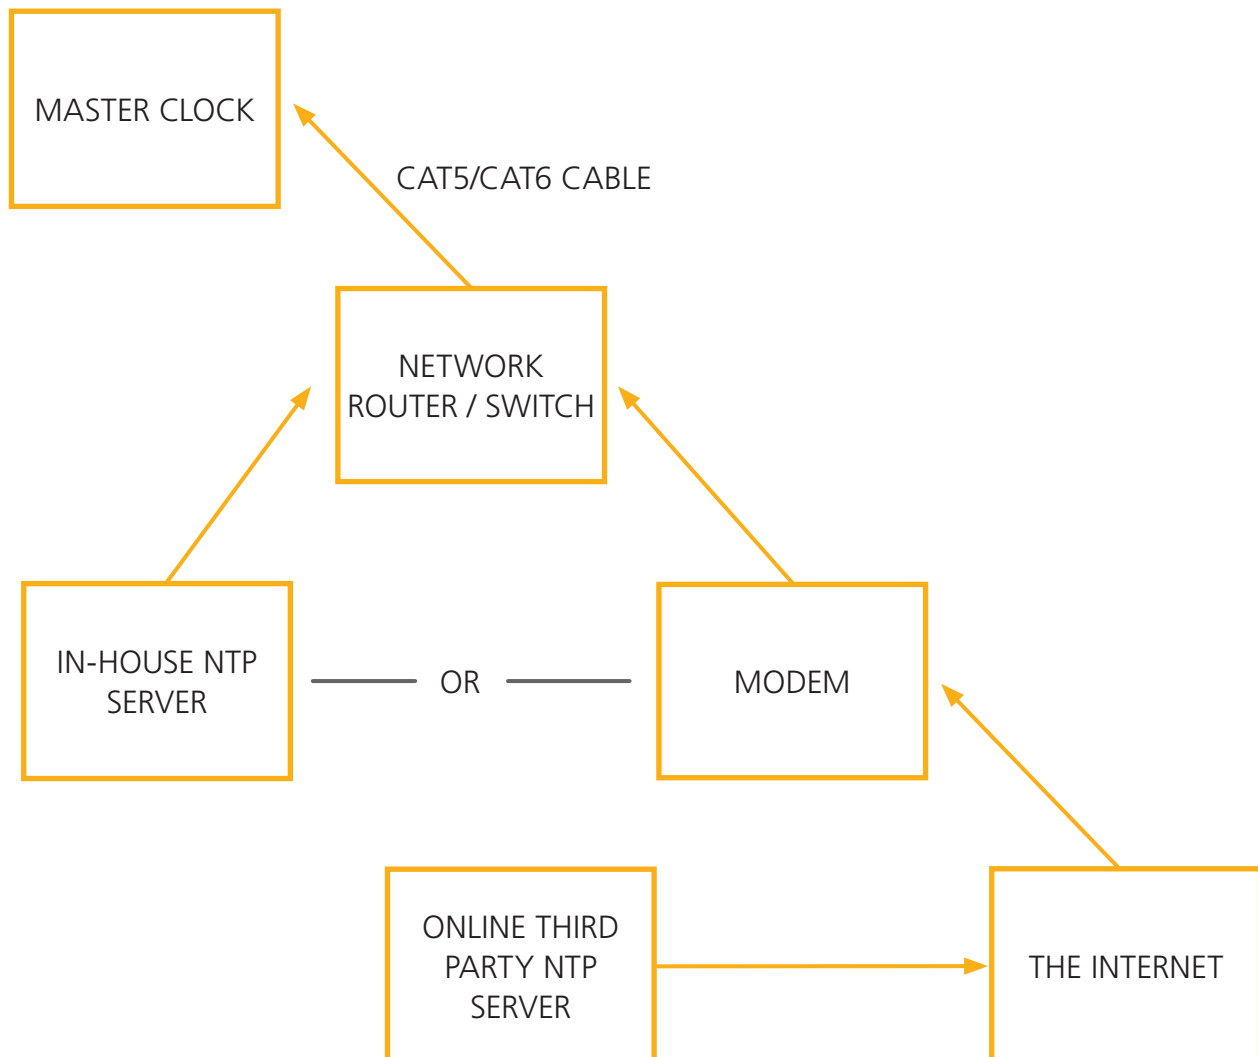 MASTER CLOCK
CAT5/CAT6 CABLE
NETWORK
ROUTER / SWITCH
IN-HOUSE NTP
SERVER
OR
MODEM
ONLINE THIRD
PARTY NTP
SERVER
THE INTERNET